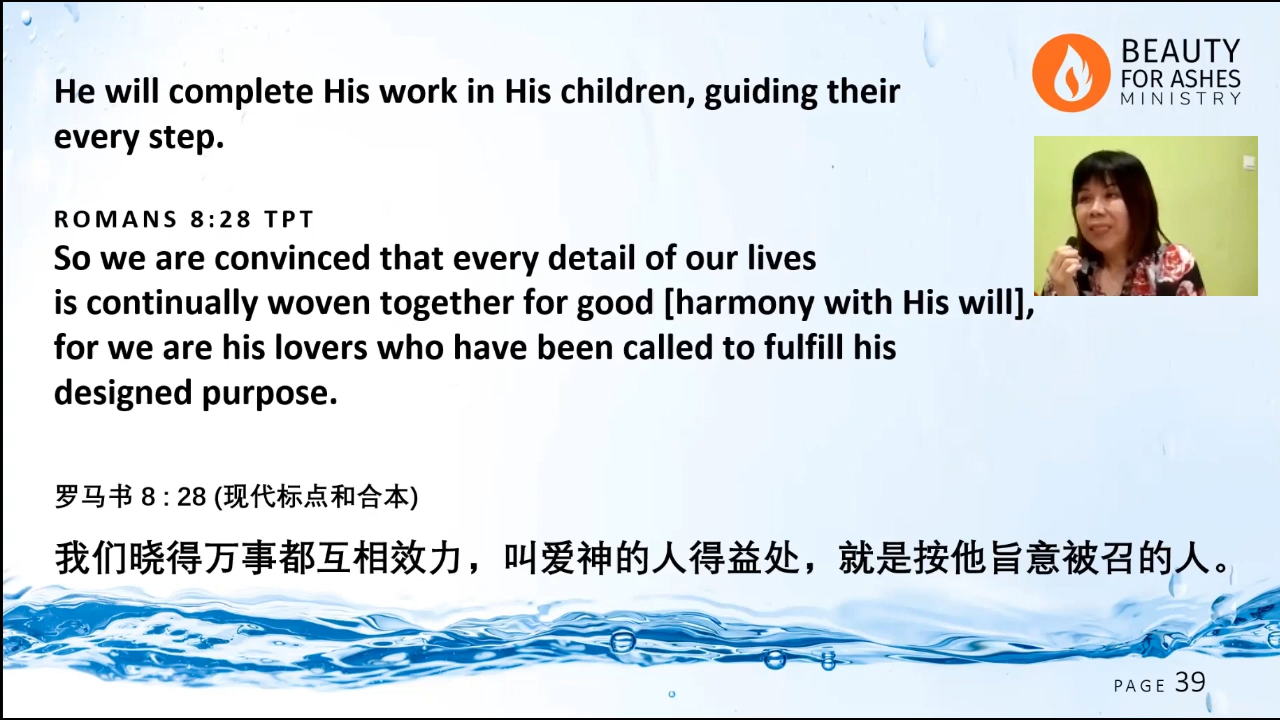 He will complete His work in His children, guiding their
every step.
ROMANS 8:28 TPT
So we are convinced that every detail of our lives
is continually woven together for good [harmony with His will],
for we are his lovers who have been called to fulfill his
designed purpose.
罗马书 8 : 28 (现代标点和合本)
我们晓得万事都互相效力，叫爱神的人得益处，就是按他旨意被召的人。
BEAUTY
FOR ASHES
MINISTRY
PAGE 39